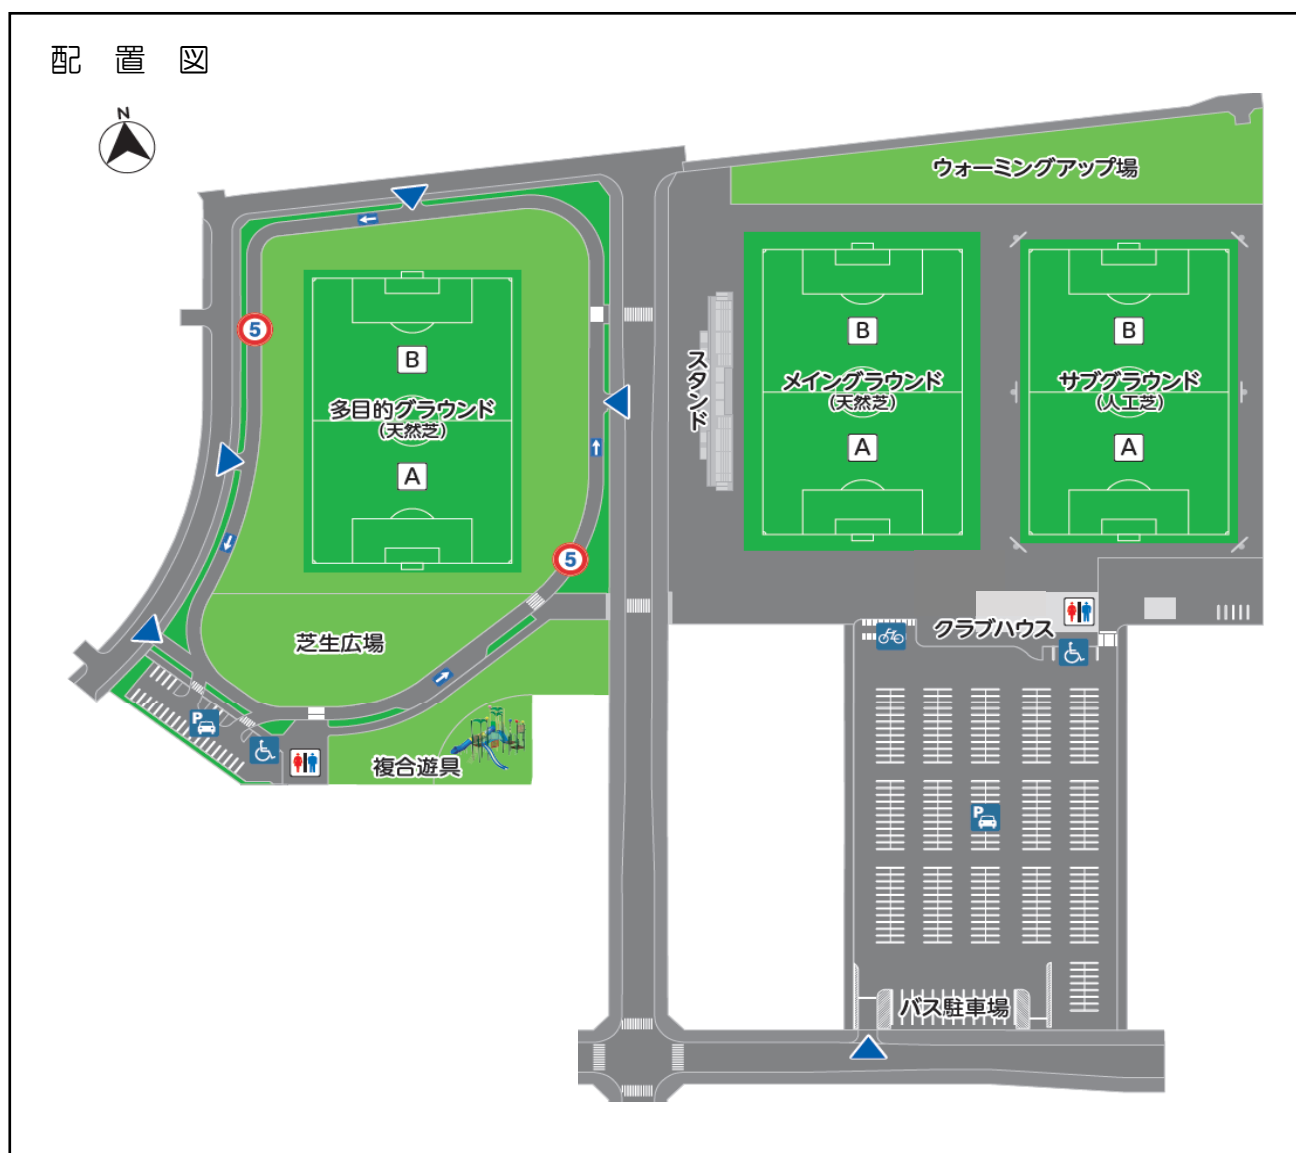 配置図
N
ウォーミングアップ場
5
B
多目的グラウンド
(天然芝)
A
5
スタンド
B
メイングラウンド
(天然芝)
A
B
サブグラウンド
(人工芝)
A
芝生広場
クラブハウス
P
複合遊具
P
バス駐車場